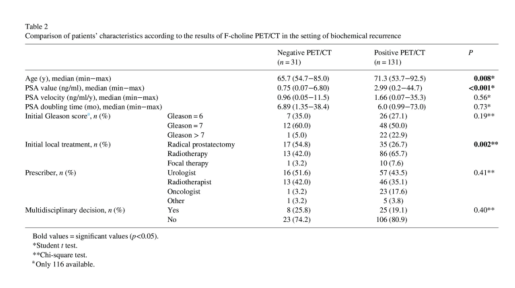 Table 2
Comparison of patients' characteristics according to the results of F-choline PET/CT in the setting of biochemical recurrence
Negative PET/CT Positive PET/CT P
(n = 31) (n = 131)
Age (y), median (min−max) 65.7 (54.7−85.0) 71.3 (53.7−92.5) 0.008*
PSA value (ng/ml), median (min−max) 0.75 (0.07−6.80) 2.99 (0.2−44.7) <0.001*
PSA velocity (ng/ml/y), median (min−max) 0.96 (0.05−11.5) 1.66 (0.07−35.3) 0.56*
PSA doubling time (mo), median (min−max) 6.89 (1.35−38.4) 6.0 (0.99−73.0) 0.73*
Initial Gleason score⁺, n (%) Gleason = 6 7 (35.0) 26 (27.1) 0.19**
Gleason = 7 12 (60.0) 48 (50.0)
Gleason > 7 1 (5.0) 22 (22.9)
Initial local treatment, n (%) Radical prostatectomy 17 (54.8) 35 (26.7) 0.002**
Radiotherapy 13 (42.0) 86 (65.7)
Focal therapy 1 (3.2) 10 (7.6)
Prescriber, n (%) Urologist 16 (51.6) 57 (43.5) 0.41**
Radiotherapist 13 (42.0) 46 (35.1)
Oncologist 1 (3.2) 23 (17.6)
Other 1 (3.2) 5 (3.8)
Multidisciplinary decision, n (%) Yes 8 (25.8) 25 (19.1) 0.40**
No 23 (74.2) 106 (80.9)
Bold values = significant values (p<0.05).
*Student t test.
**Chi-square test.
⁺Only 116 available.